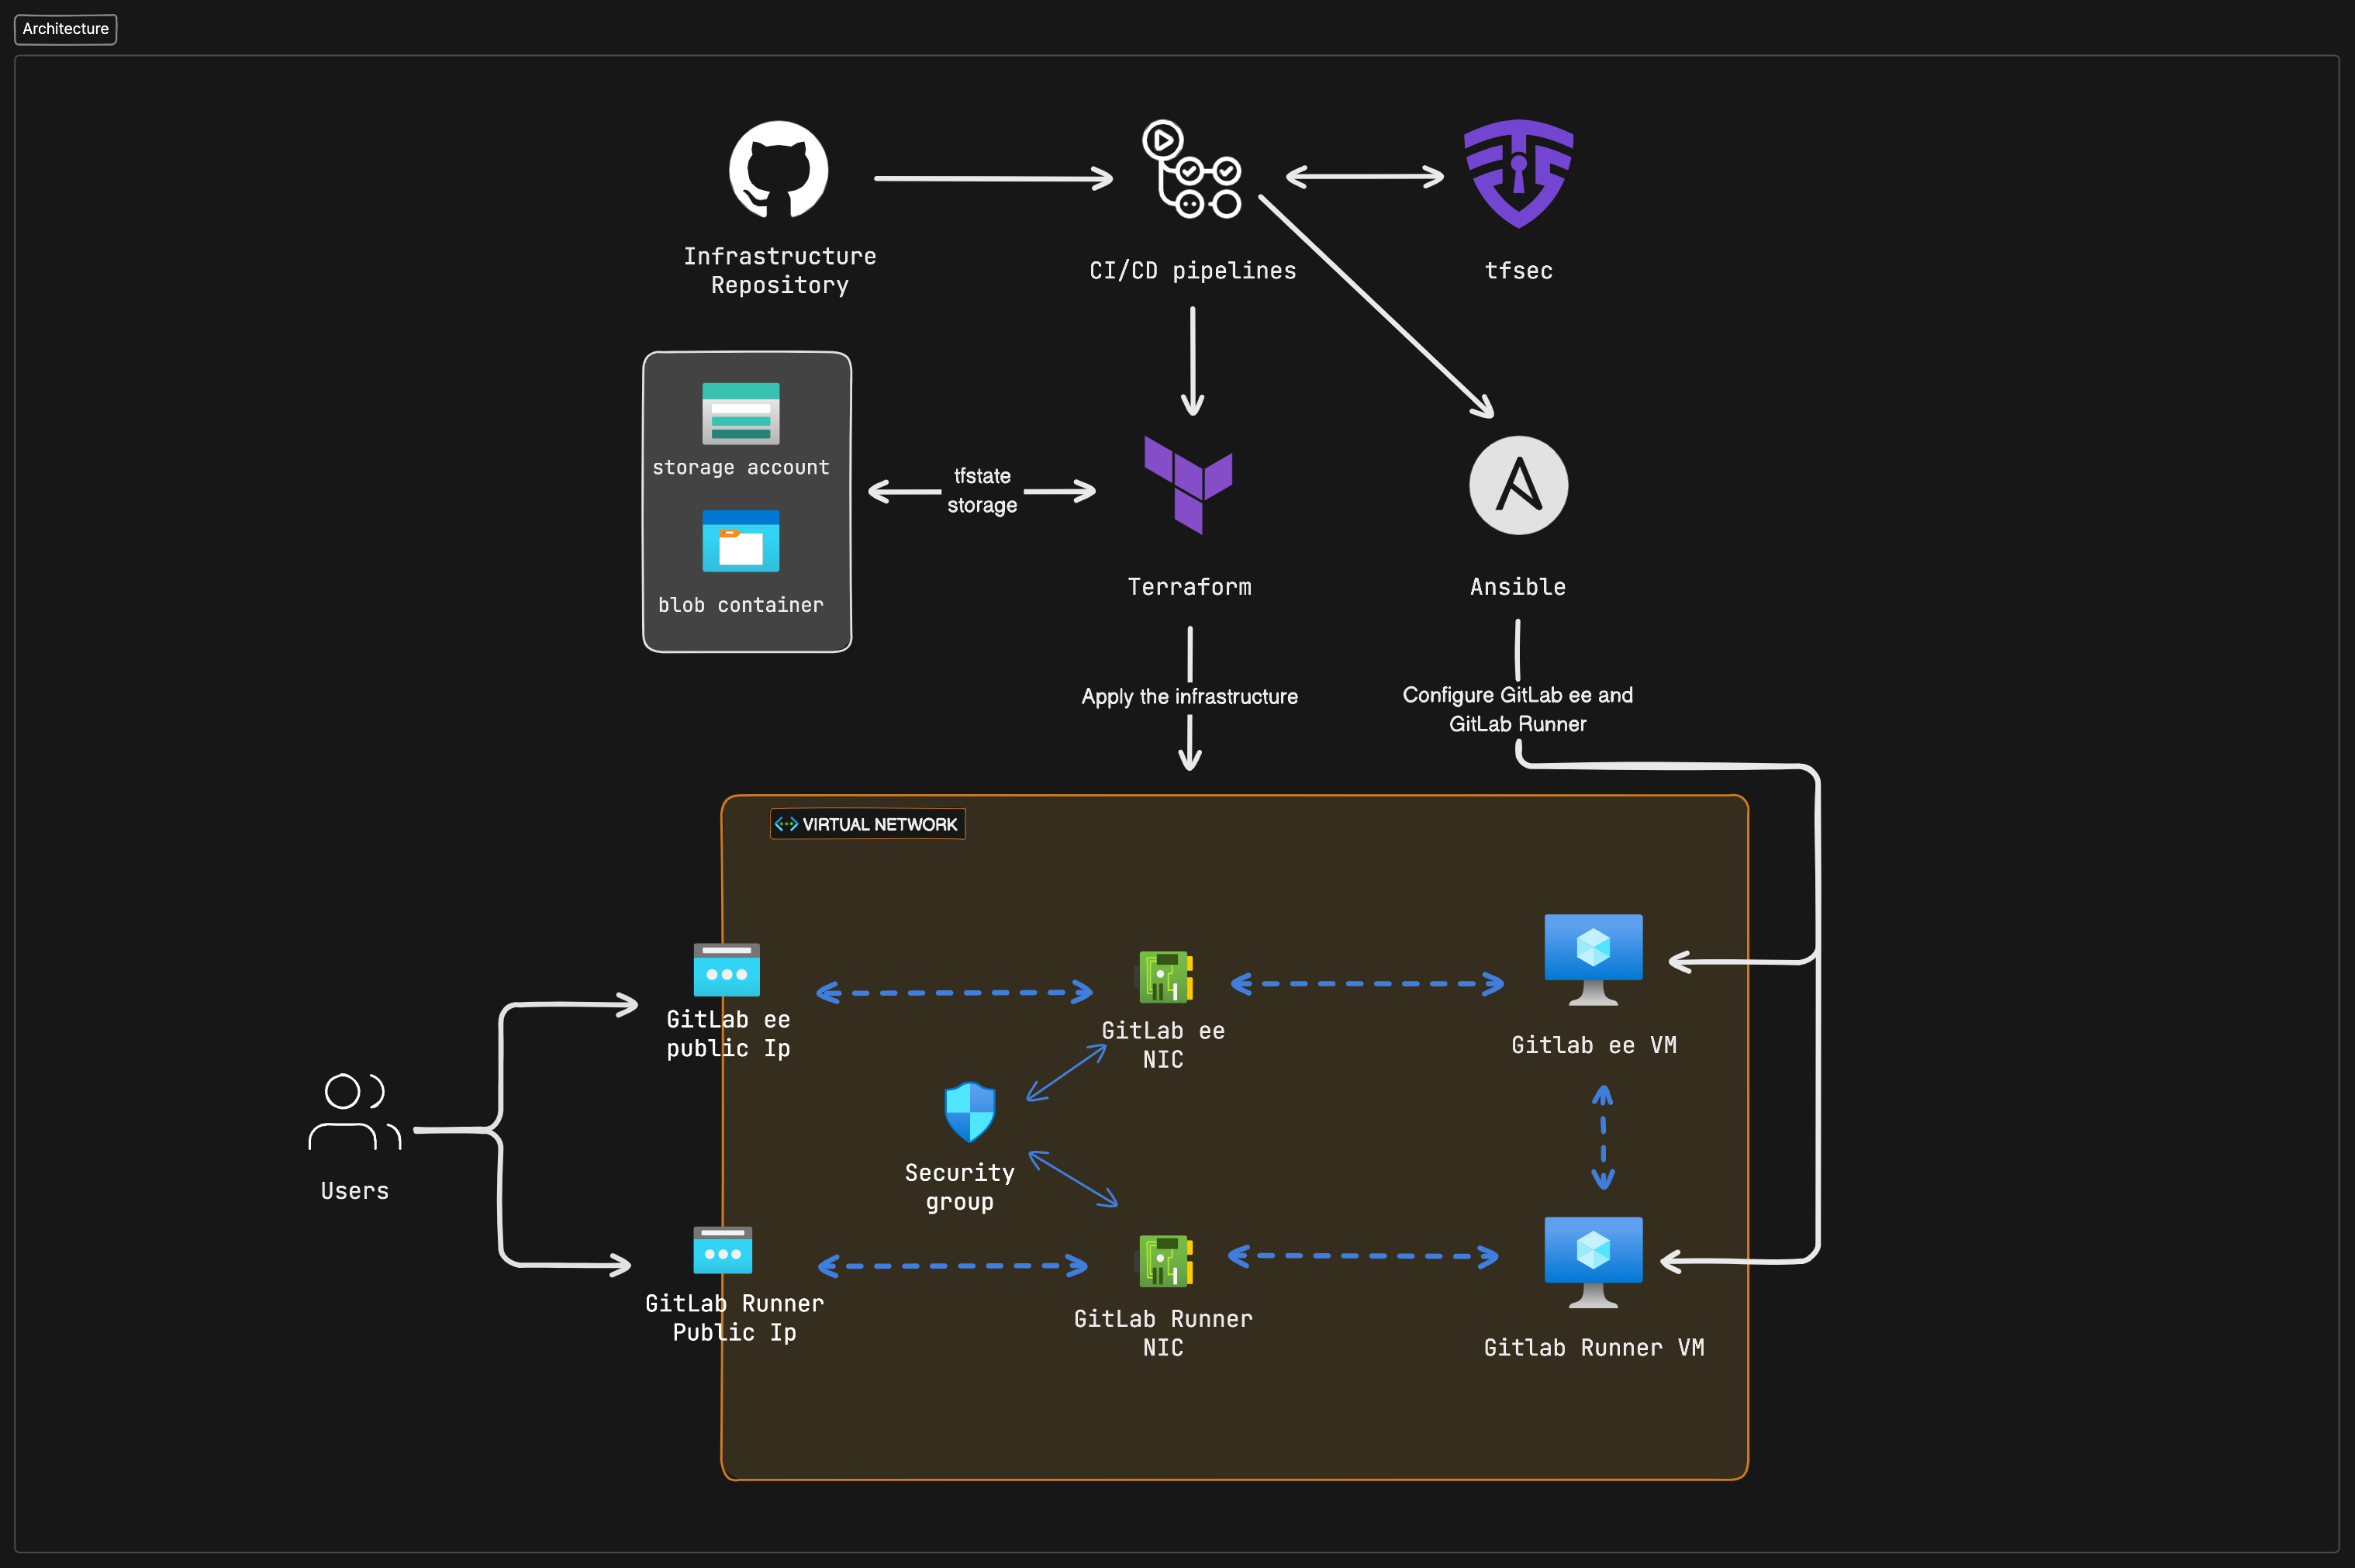 Architecture
Infrastructure
Repository
CI/CD pipelines
tfsec
storage account
blob container
tfstate
storage
Terraform
Ansible
Apply the infrastructure
Configure GitLab ee and
GitLab Runner
VIRTUAL NETWORK
GitLab ee
public Ip
GitLab ee
NIC
Gitlab ee VM
Security
group
Users
GitLab Runner
Public Ip
GitLab Runner
NIC
Gitlab Runner VM